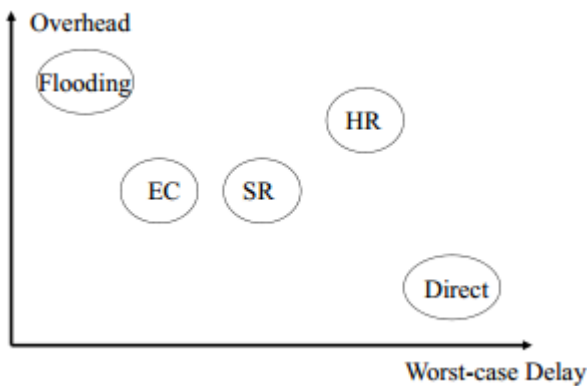 Overhead
Flooding
HR
EC
SR
Direct
Worst-case Delay